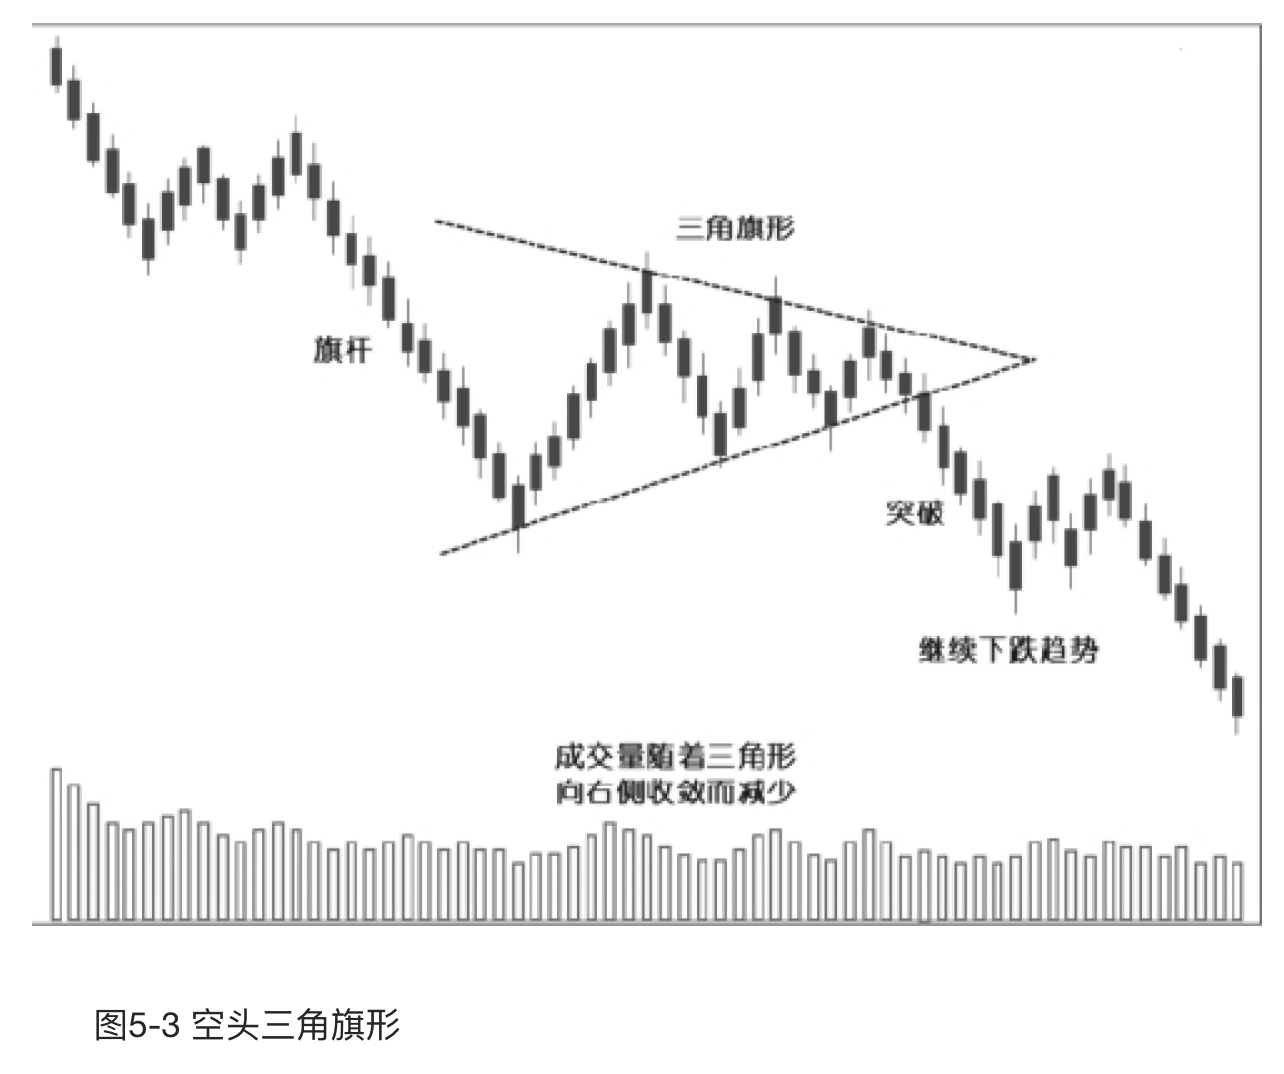 三角旗形
旗杆
突破
继续下跌趋势
成交量随着三角形
向右侧收敛而减少
图5-3 空头三角旗形